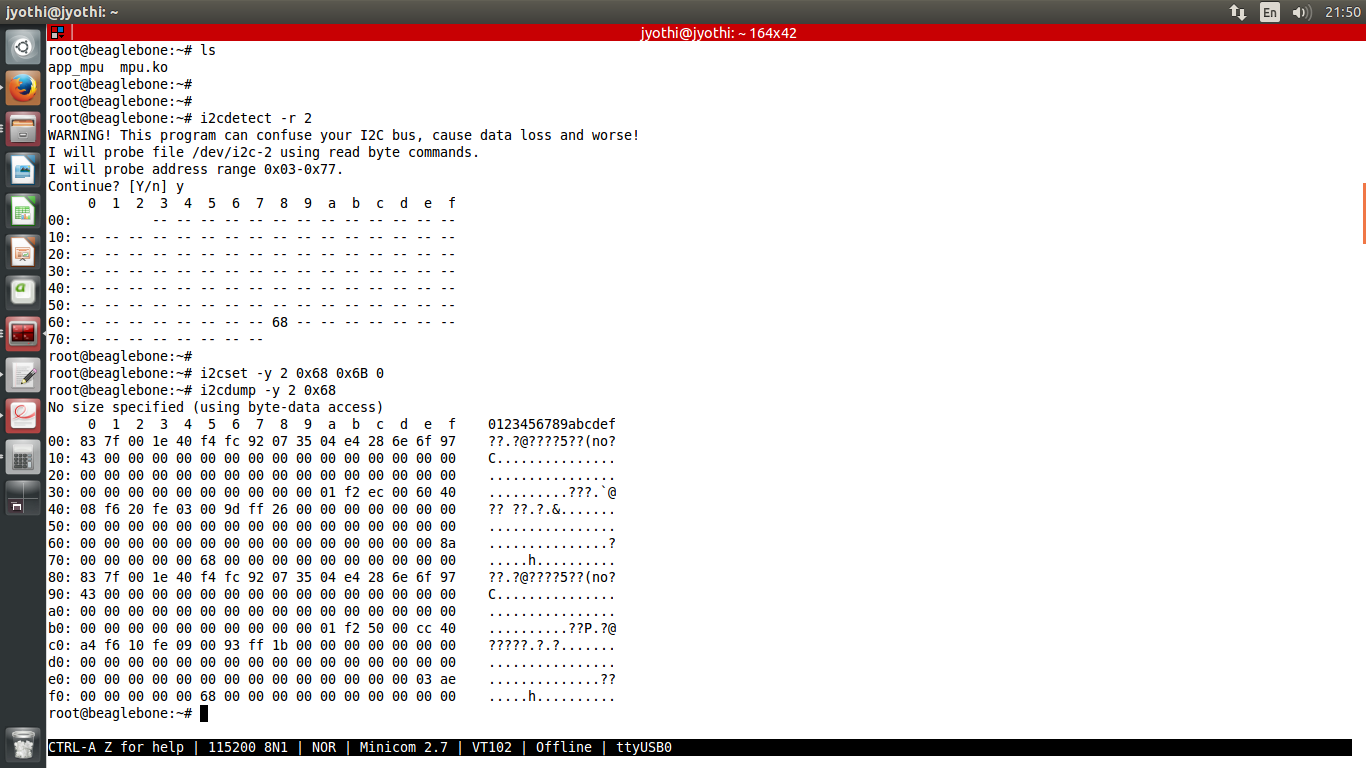 jyothi@jyothi: ~
En
21:50
jyothi@jyothi: ~ 164x42
root@beaglebone:~# ls
app_mpu  mpu.ko
root@beaglebone:~#
root@beaglebone:~#
root@beaglebone:~# i2cdetect -r 2
WARNING! This program can confuse your I2C bus, cause data loss and worse!
I will probe file /dev/i2c-2 using read byte commands.
I will probe address range 0x03-0x77.
Continue? [Y/n] y
     0  1  2  3  4  5  6  7  8  9  a  b  c  d  e  f
00:          -- -- -- -- -- -- -- -- -- -- -- -- --
10: -- -- -- -- -- -- -- -- -- -- -- -- -- -- -- --
20: -- -- -- -- -- -- -- -- -- -- -- -- -- -- -- --
30: -- -- -- -- -- -- -- -- -- -- -- -- -- -- -- --
40: -- -- -- -- -- -- -- -- -- -- -- -- -- -- -- --
50: -- -- -- -- -- -- -- -- -- -- -- -- -- -- -- --
60: -- -- -- -- -- -- -- -- 68 -- -- -- -- -- -- --
70: -- -- -- -- -- -- -- --
root@beaglebone:~#
root@beaglebone:~# i2cset -y 2 0x68 0x6B 0
root@beaglebone:~# i2cdump -y 2 0x68
No size specified (using byte-data access)
     0  1  2  3  4  5  6  7  8  9  a  b  c  d  e  f    0123456789abcdef
00: 83 7f 00 1e 40 f4 fc 92 07 35 04 e4 28 6e 6f 97    ??.?@????5??(no?
10: 43 00 00 00 00 00 00 00 00 00 00 00 00 00 00 00    C...............
20: 00 00 00 00 00 00 00 00 00 00 00 00 00 00 00 00    ................
30: 00 00 00 00 00 00 00 00 00 00 01 f2 ec 00 60 40    ..........???.`@
40: 08 f6 20 fe 03 00 9d ff 26 00 00 00 00 00 00 00    ?? ??.?.&.......
50: 00 00 00 00 00 00 00 00 00 00 00 00 00 00 00 00    ................
60: 00 00 00 00 00 00 00 00 00 00 00 00 00 00 00 8a    ...............?
70: 00 00 00 00 00 68 00 00 00 00 00 00 00 00 00 00    .....h..........
80: 83 7f 00 1e 40 f4 fc 92 07 35 04 e4 28 6e 6f 97    ??.?@????5??(no?
90: 43 00 00 00 00 00 00 00 00 00 00 00 00 00 00 00    C...............
a0: 00 00 00 00 00 00 00 00 00 00 00 00 00 00 00 00    ................
b0: 00 00 00 00 00 00 00 00 00 00 01 f2 50 00 cc 40    ..........??P.?@
c0: a4 f6 10 fe 09 00 93 ff 1b 00 00 00 00 00 00 00    ?????.?.?.......
d0: 00 00 00 00 00 00 00 00 00 00 00 00 00 00 00 00    ................
e0: 00 00 00 00 00 00 00 00 00 00 00 00 00 00 03 ae    ..............??
f0: 00 00 00 00 00 68 00 00 00 00 00 00 00 00 00 00    .....h..........
root@beaglebone:~#
CTRL-A Z for help | 115200 8N1 | NOR | Minicom 2.7 | VT102 | Offline | ttyUSB0